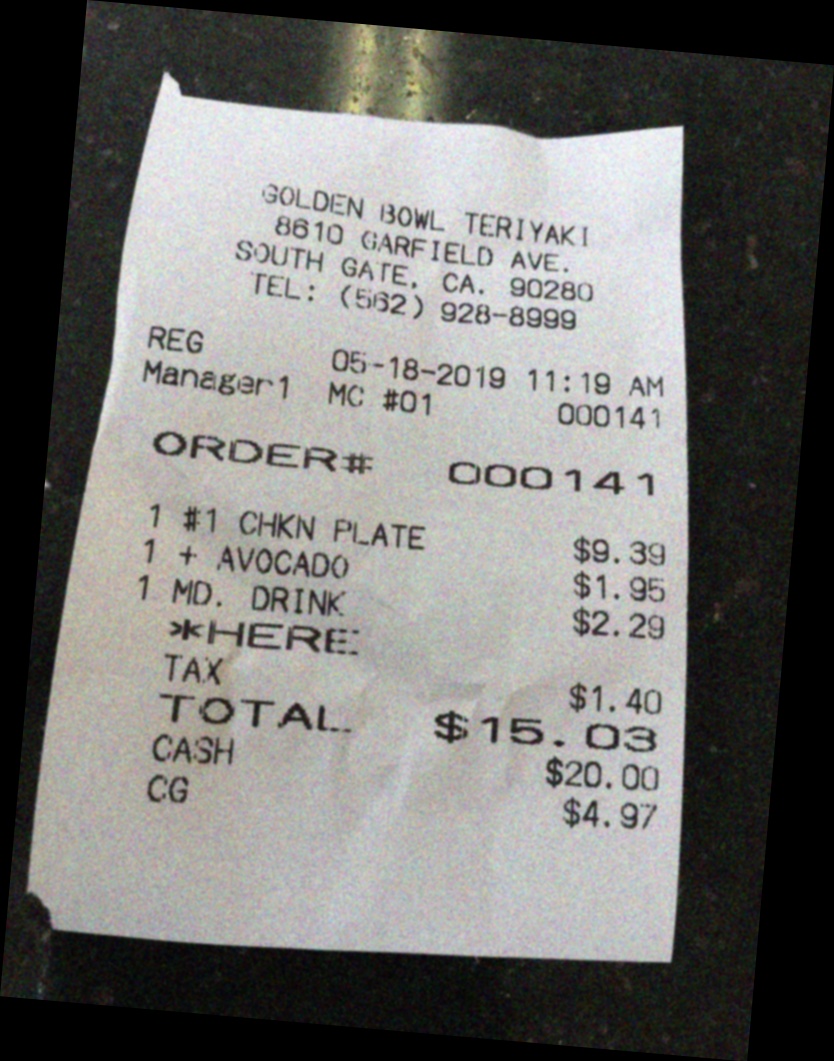 GOLDEN BOWL TERIYAKI
8610 GARFIELD AVE.
SOUTH GATE, CA. 90280
TEL: (562) 928-8999
REG 05-18-2019 11:19 AM
Manager1 MC #01 000141
ORDER# 000141
1 #1 CHKN PLATE $9.39
1 + AVOCADO $1.95
1 MD. DRINK $2.29
*HERE
TAX $1.40
TOTAL $15.03
CASH $20.00
CG $4.97